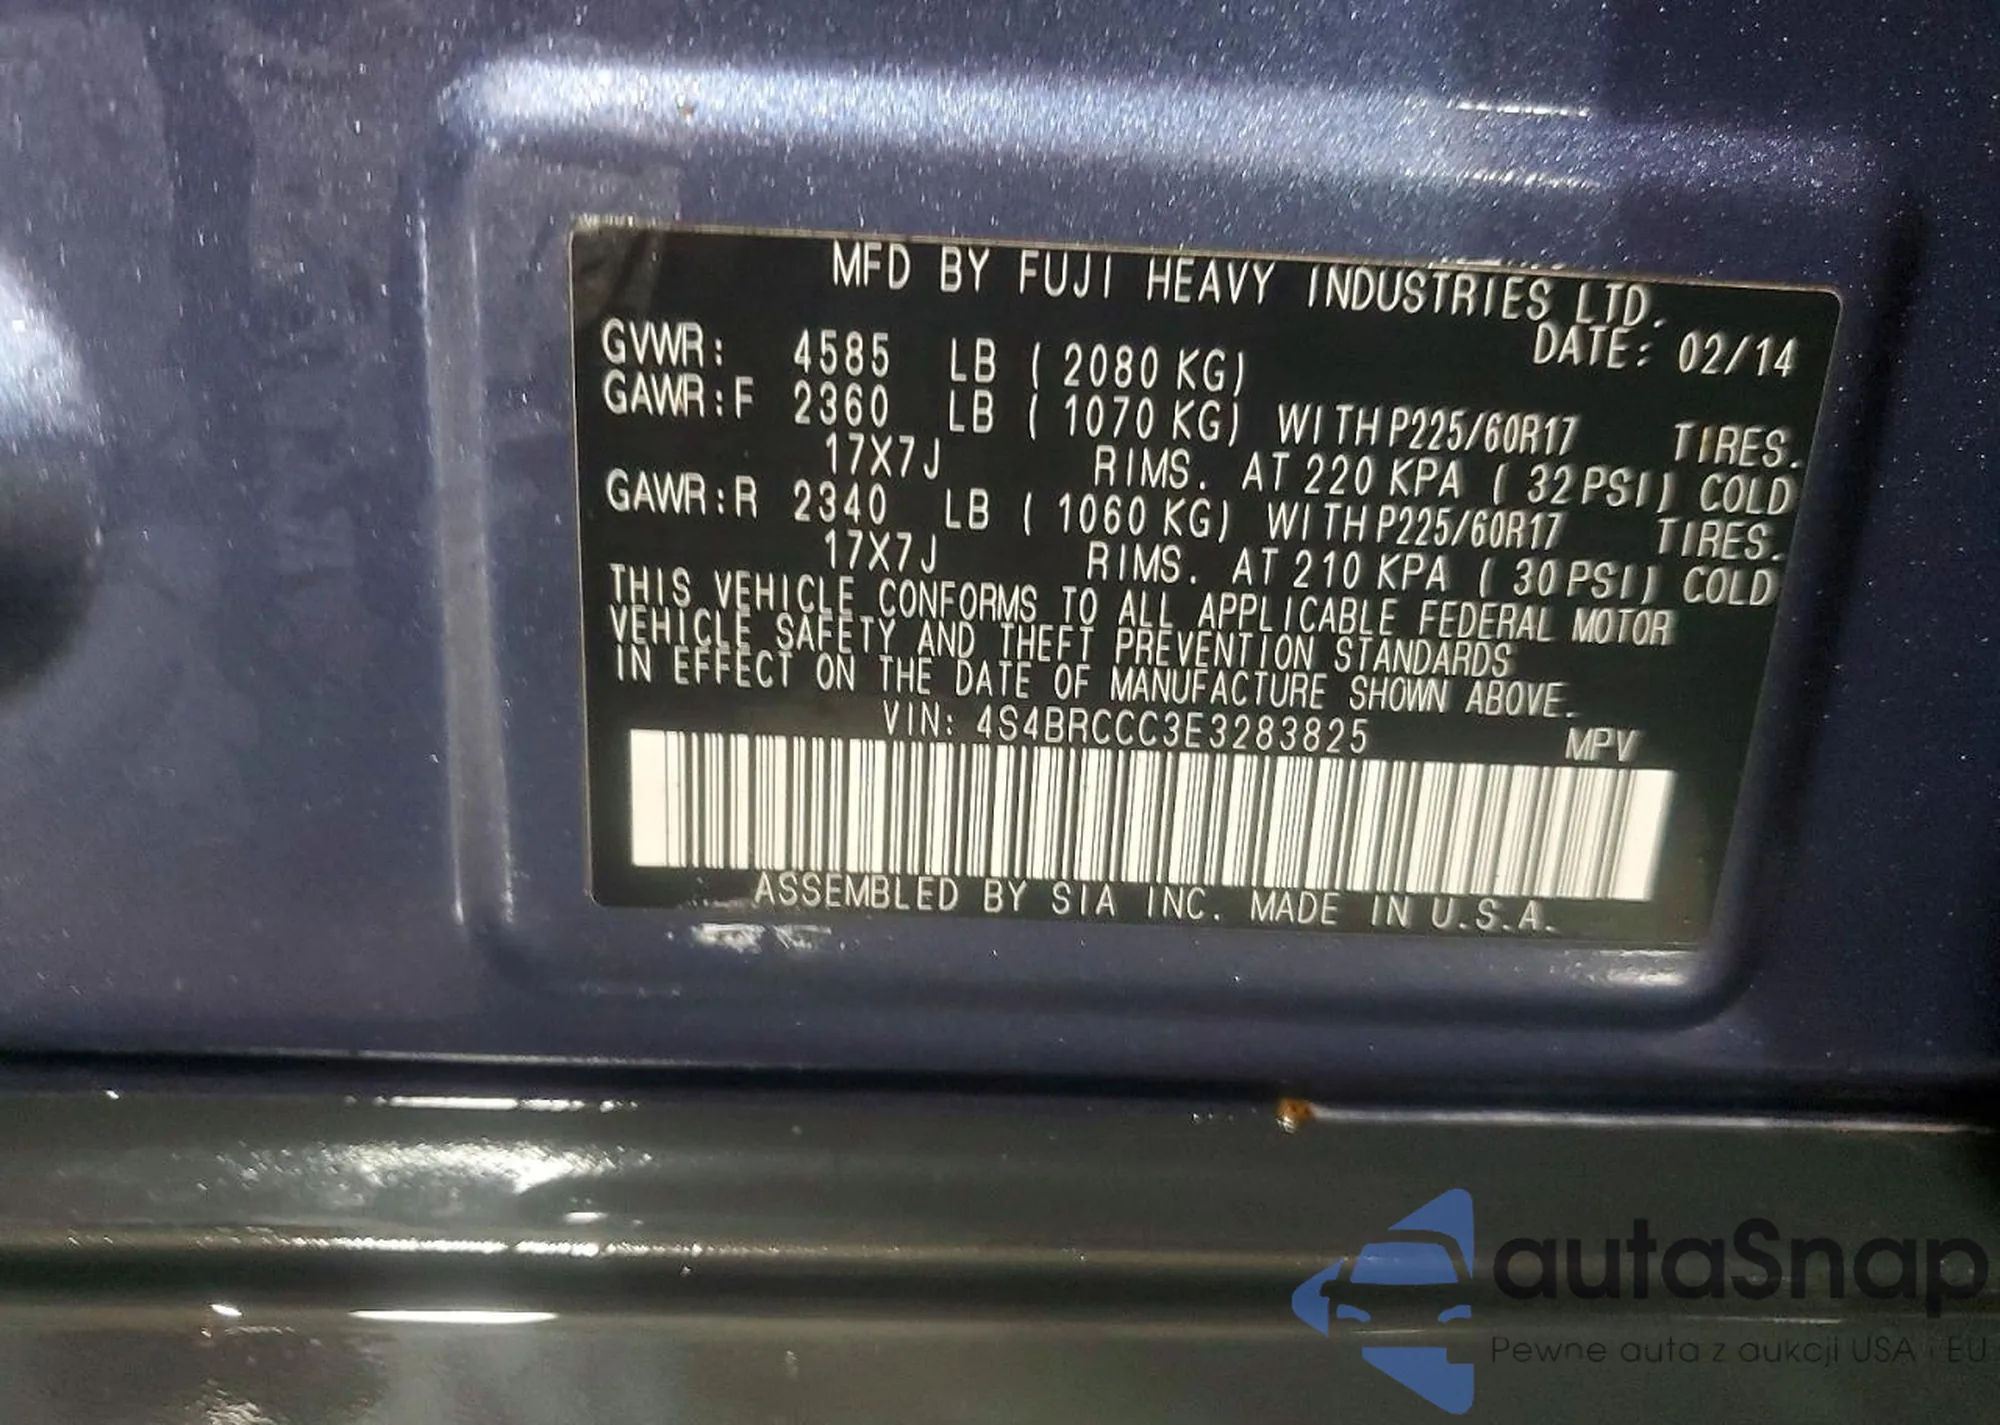 MFD BY FUJI HEAVY INDUSTRIES LTD.
DATE: 02/14
GVWR: 4585 LB ( 2080 KG)
GAWR:F 2360 LB ( 1070 KG) WITH P225/60R17 TIRES.
17X7J RIMS. AT 220 KPA ( 32 PSI) COLD
GAWR:R 2340 LB ( 1060 KG) WITH P225/60R17 TIRES.
17X7J RIMS. AT 210 KPA ( 30 PSI) COLD
THIS VEHICLE CONFORMS TO ALL APPLICABLE FEDERAL MOTOR
VEHICLE SAFETY AND THEFT PREVENTION STANDARDS
IN EFFECT ON THE DATE OF MANUFACTURE SHOWN ABOVE.
VIN: 4S4BRCCC3E3283825 MPV
ASSEMBLED BY SIA INC. MADE IN U.S.A.
autaSnap
Pewne auta z aukcji USA i EU